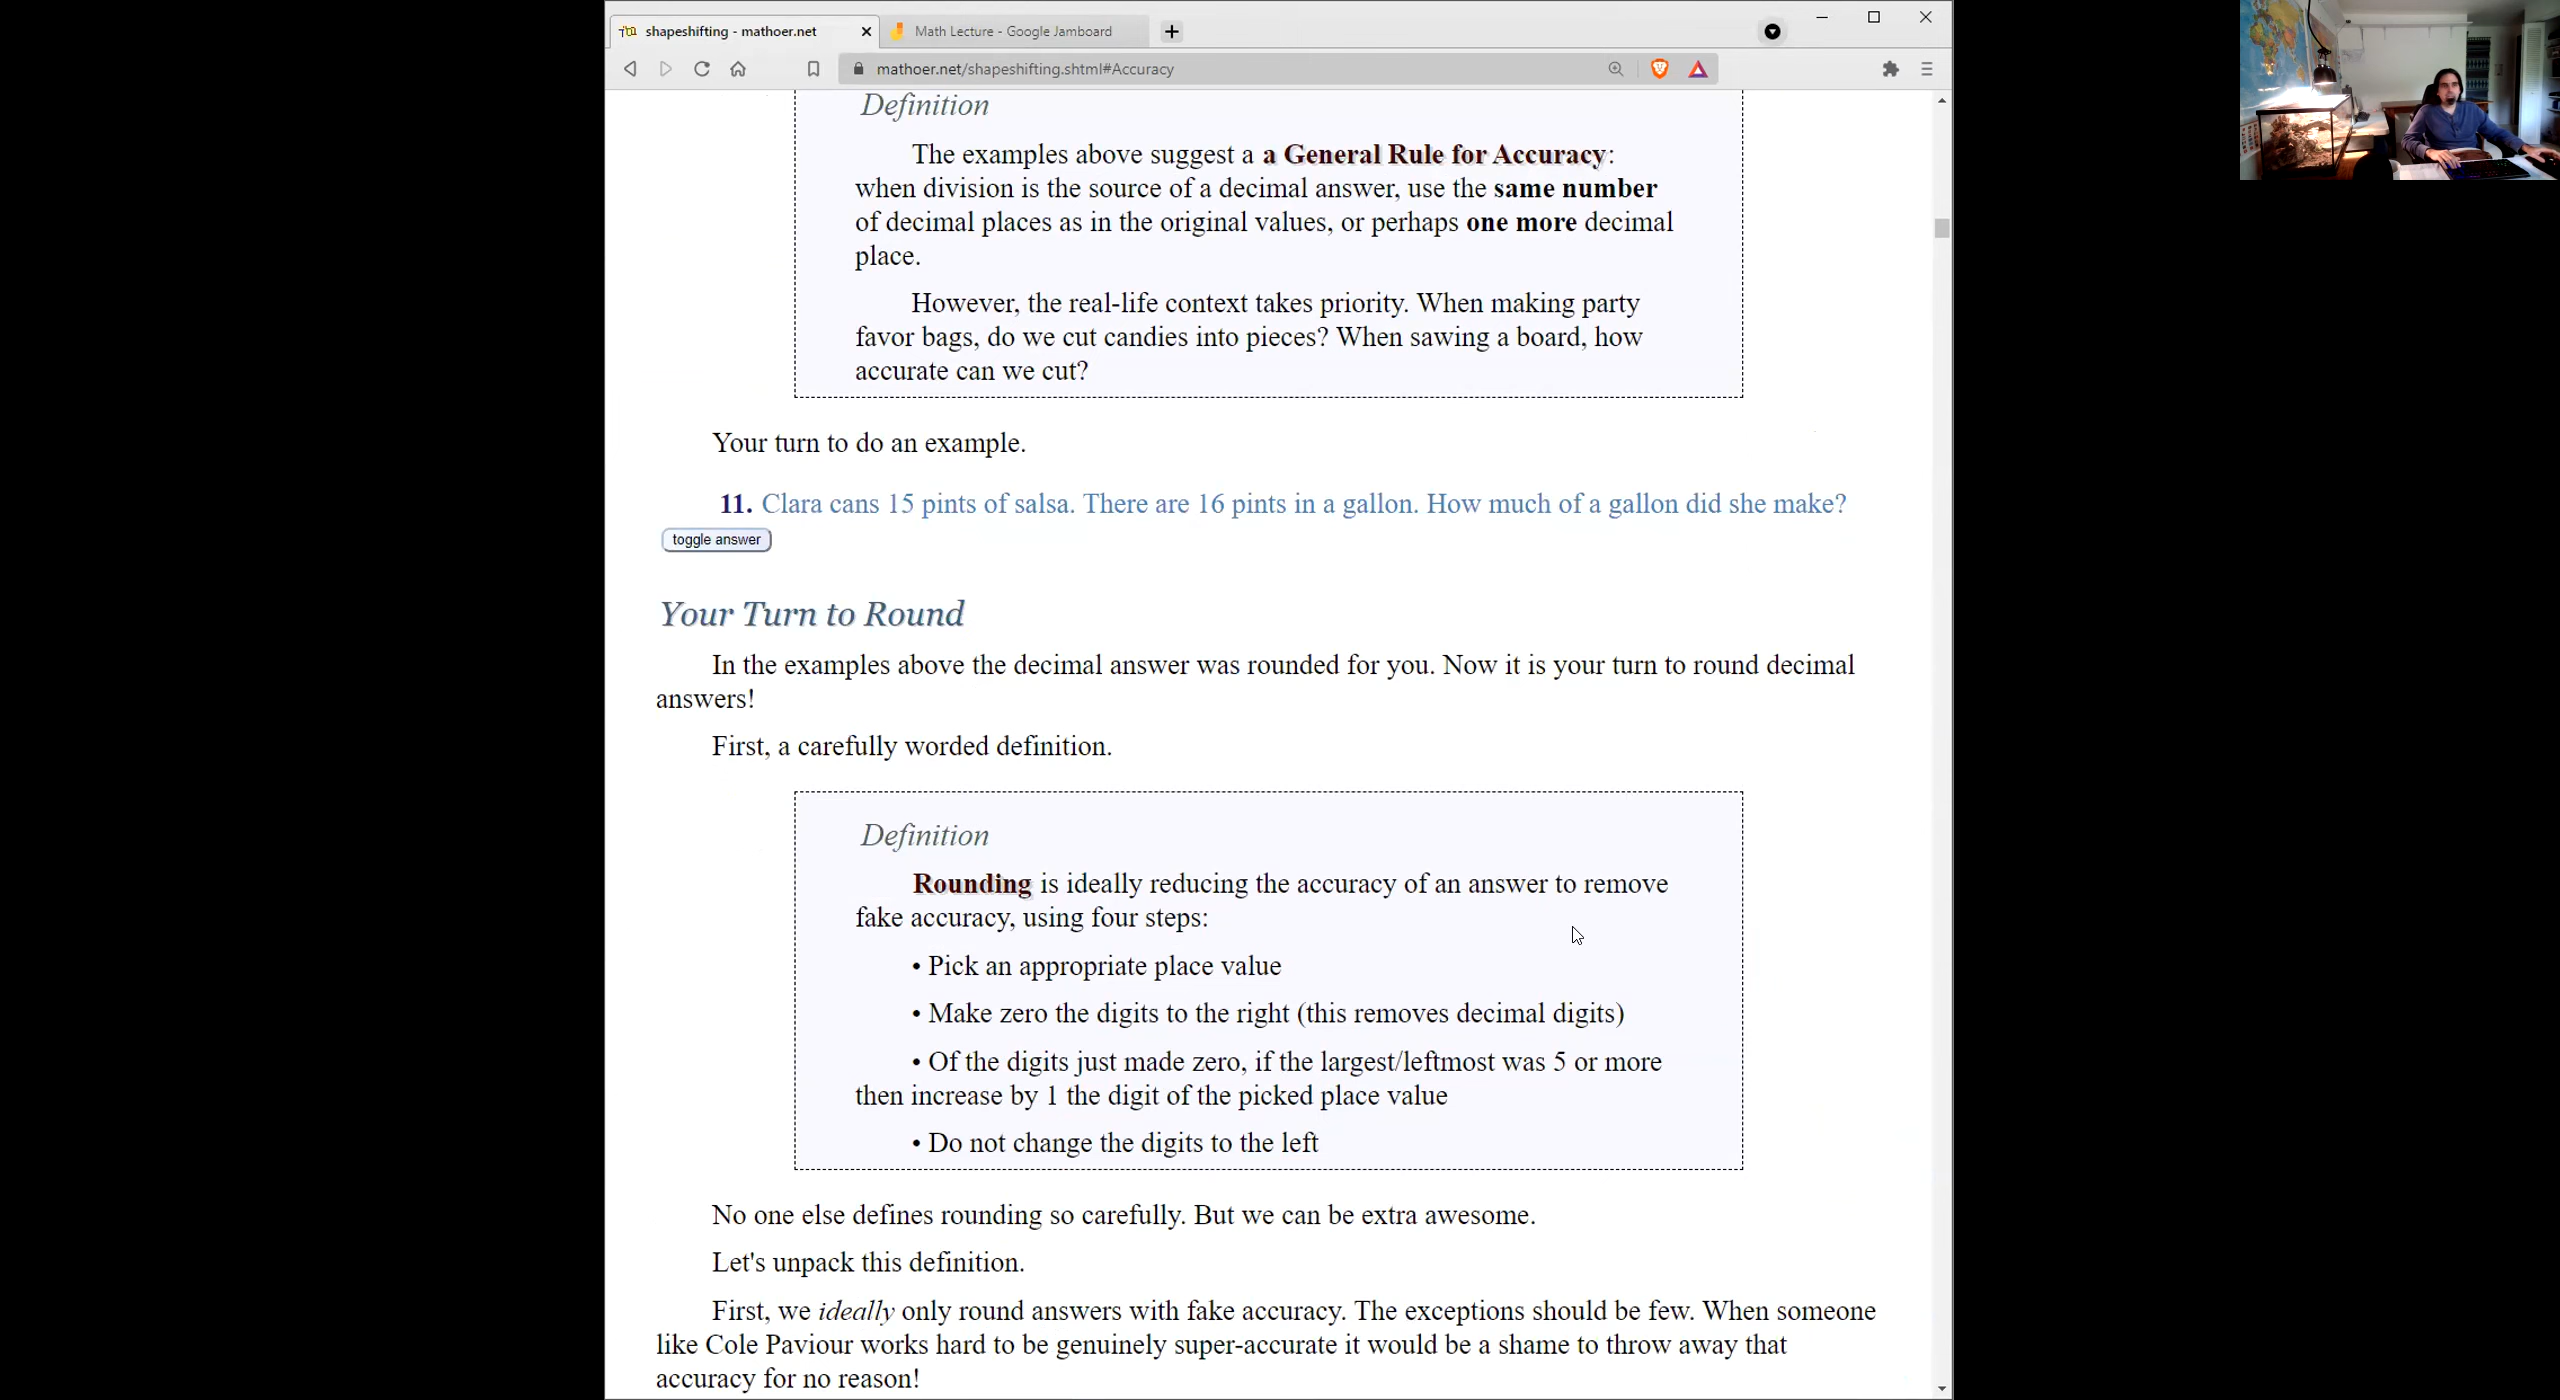 shapeshifting - mathoer.net
Math Lecture - Google Jamboard
mathoer.net/shapeshifting.shtml#Accuracy
Definition
The examples above suggest a a General Rule for Accuracy:
when division is the source of a decimal answer, use the same number
of decimal places as in the original values, or perhaps one more decimal
place.
However, the real-life context takes priority. When making party
favor bags, do we cut candies into pieces? When sawing a board, how
accurate can we cut?
Your turn to do an example.
11. Clara cans 15 pints of salsa. There are 16 pints in a gallon. How much of a gallon did she make?
toggle answer
Your Turn to Round
In the examples above the decimal answer was rounded for you. Now it is your turn to round decimal
answers!
First, a carefully worded definition.
Definition
Rounding is ideally reducing the accuracy of an answer to remove
fake accuracy, using four steps:
• Pick an appropriate place value
• Make zero the digits to the right (this removes decimal digits)
• Of the digits just made zero, if the largest/leftmost was 5 or more
then increase by 1 the digit of the picked place value
• Do not change the digits to the left
No one else defines rounding so carefully. But we can be extra awesome.
Let's unpack this definition.
First, we ideally only round answers with fake accuracy. The exceptions should be few. When someone
like Cole Paviour works hard to be genuinely super-accurate it would be a shame to throw away that
accuracy for no reason!